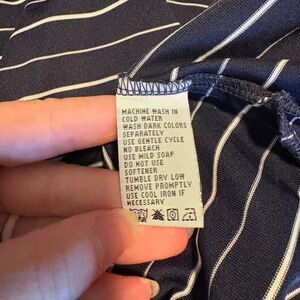 MACHINE WASH IN
COLD WATER
WASH DARK COLORS
SEPARATELY
USE GENTLE CYCLE
NO BLEACH
USE MILD SOAP
DO NOT USE
SOFTENER
TUMBLE DRY LOW
REMOVE PROMPTLY
USE COOL IRON IF
NECESSARY